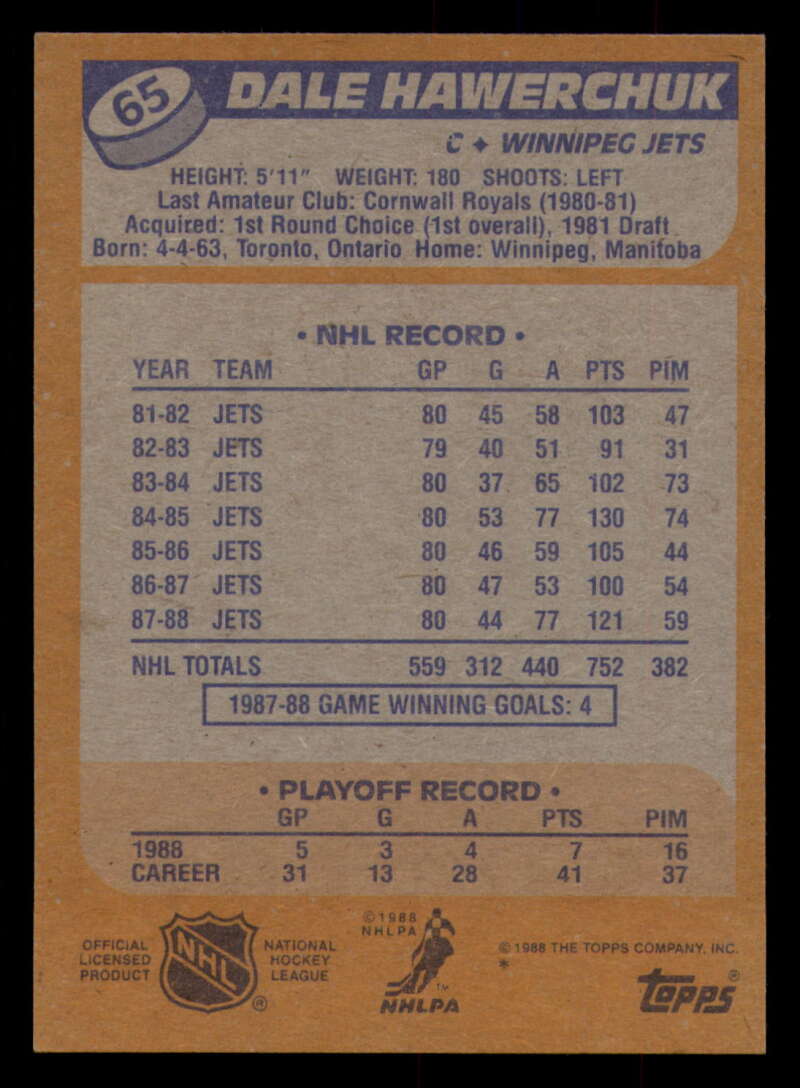 65
DALE HAWERCHUK
C ♦ WINNIPEG JETS
HEIGHT: 5'11" WEIGHT: 180 SHOOTS: LEFT
Last Amateur Club: Cornwall Royals (1980-81)
Acquired: 1st Round Choice (1st overall), 1981 Draft
Born: 4-4-63, Toronto, Ontario Home: Winnipeg, Manitoba
• NHL RECORD •
YEAR TEAM GP G A PTS PIM
81-82 JETS 80 45 58 103 47
82-83 JETS 79 40 51 91 31
83-84 JETS 80 37 65 102 73
84-85 JETS 80 53 77 130 74
85-86 JETS 80 46 59 105 44
86-87 JETS 80 47 53 100 54
87-88 JETS 80 44 77 121 59
NHL TOTALS 559 312 440 752 382
1987-88 GAME WINNING GOALS: 4
• PLAYOFF RECORD •
GP G A PTS PIM
1988 5 3 4 7 16
CAREER 31 13 28 41 37
OFFICIAL
LICENSED
PRODUCT
NHL
®
NATIONAL
HOCKEY
LEAGUE
©1988
NHLPA
TM
NHLPA
© 1988 THE TOPPS COMPANY, INC.
*
topps®